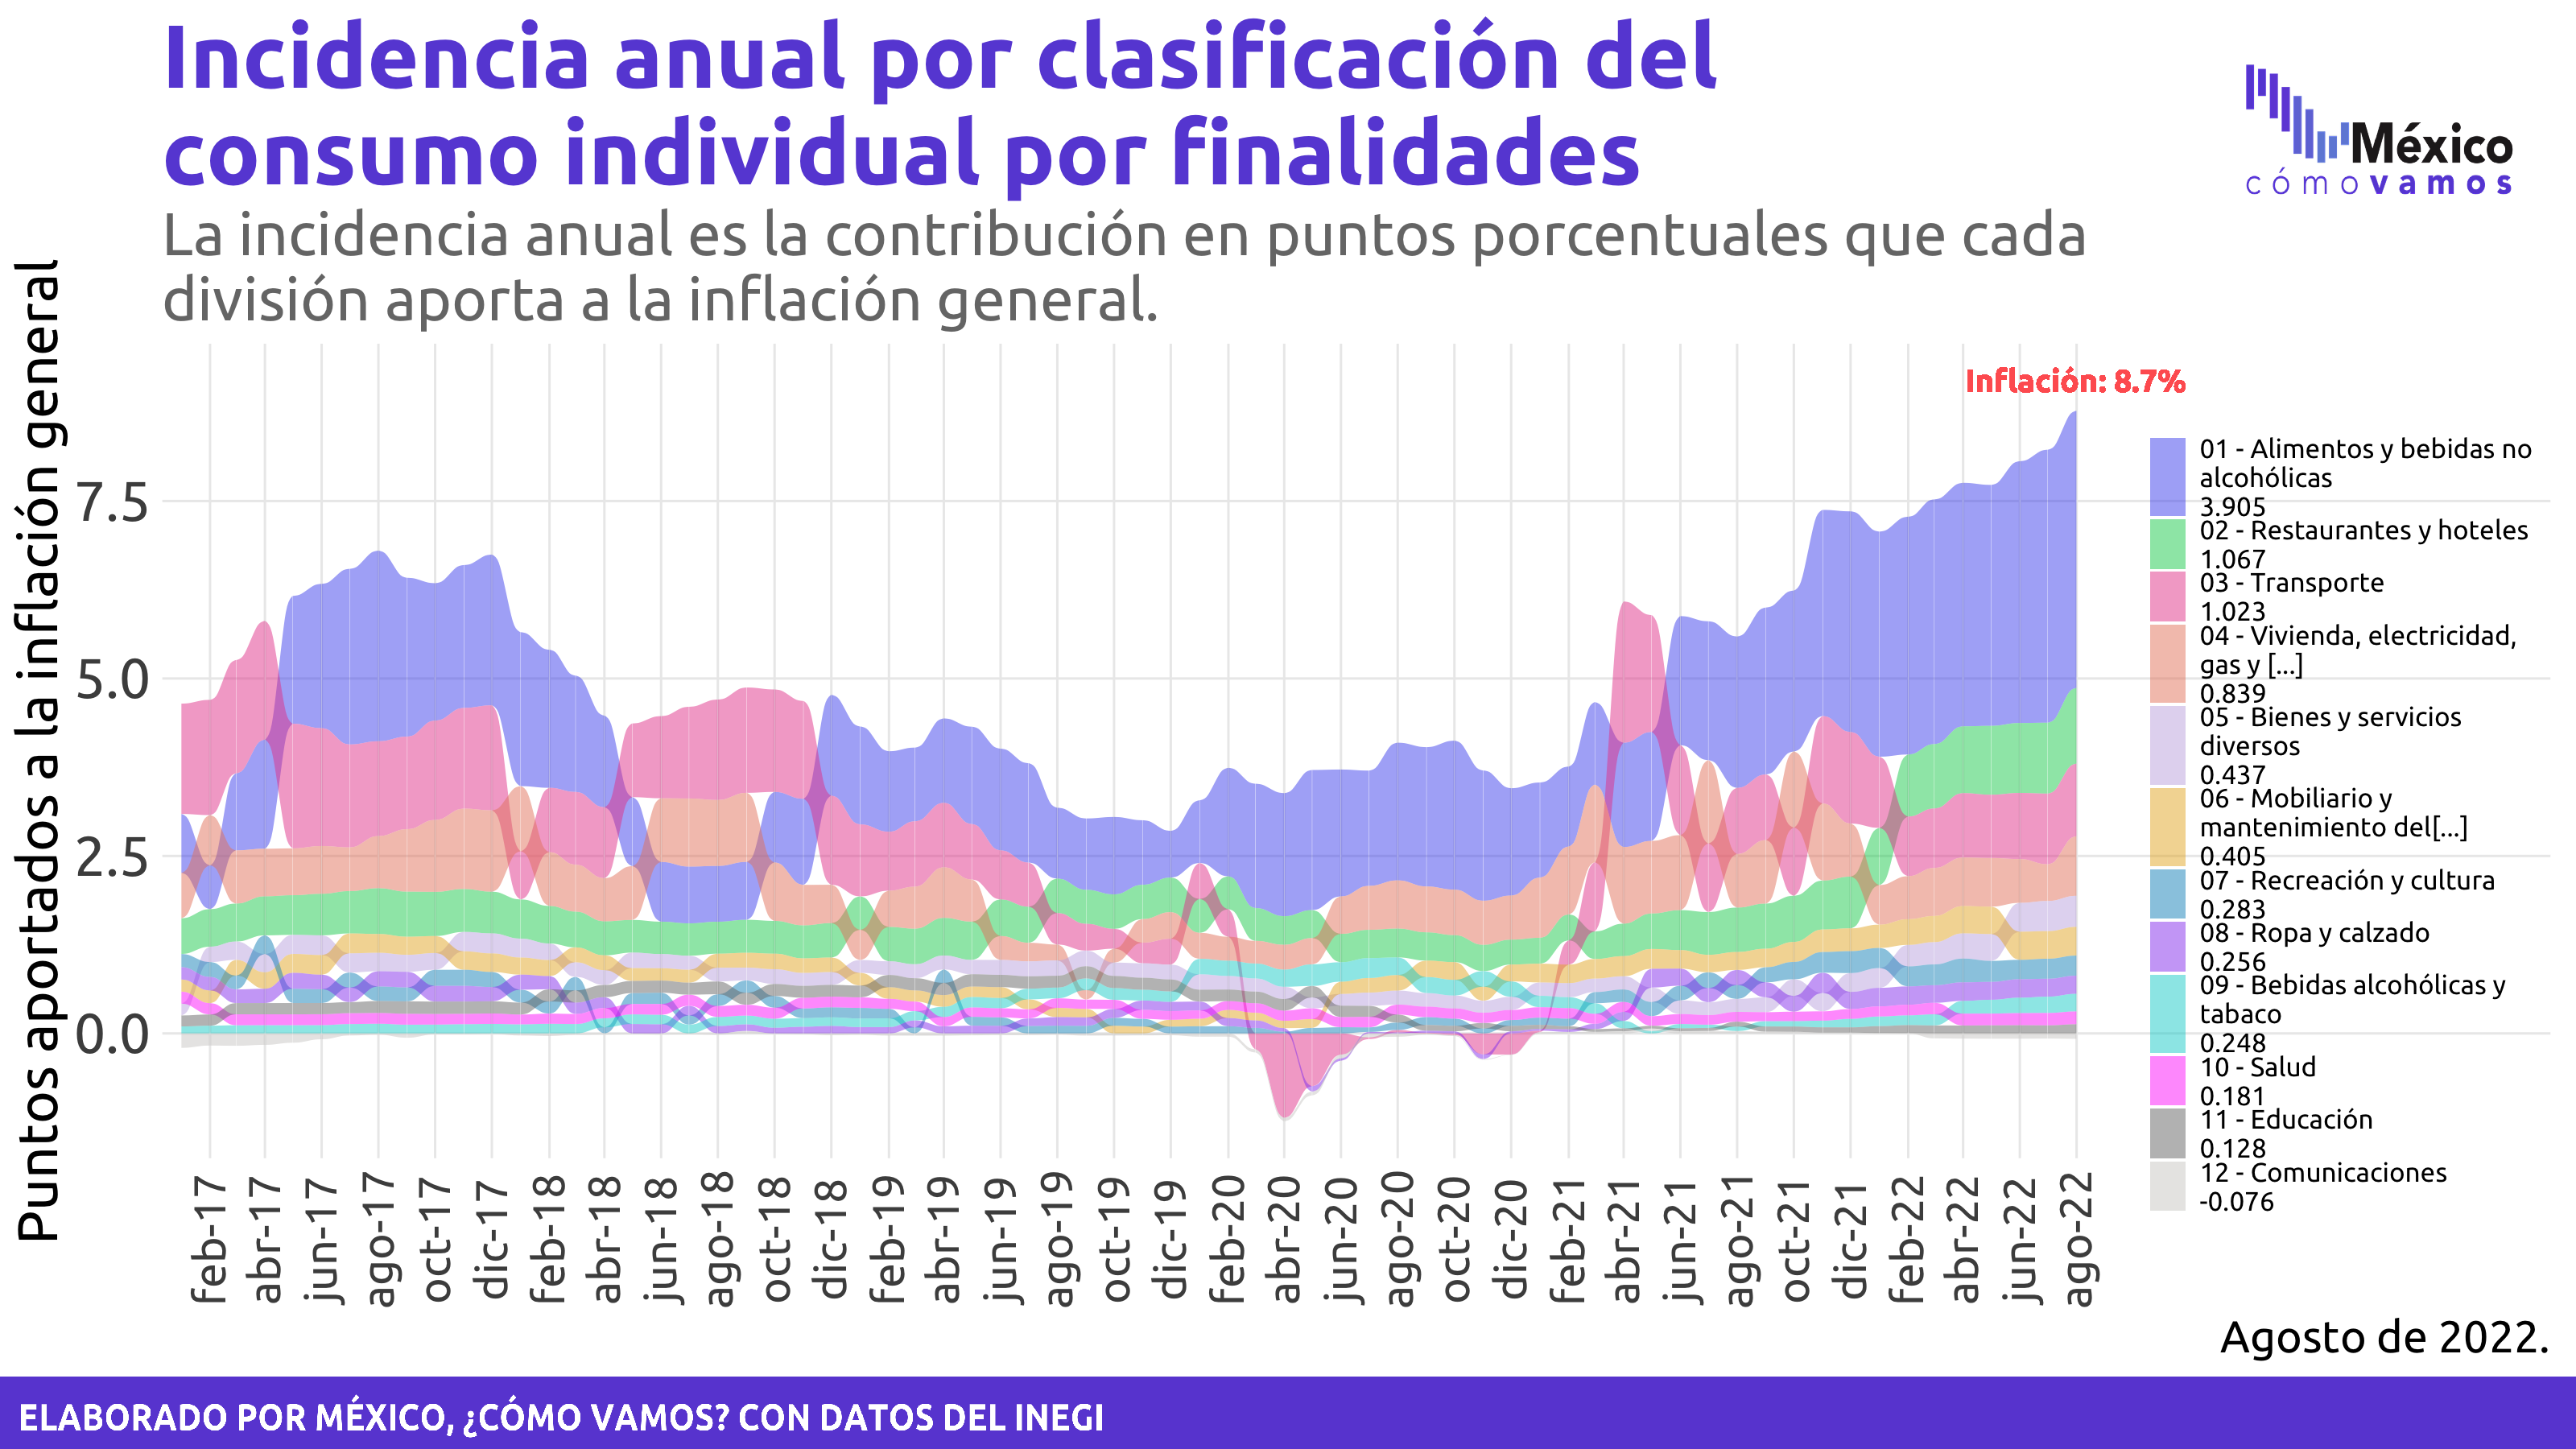 Incidencia anual por clasificación del
consumo individual por finalidades
La incidencia anual es la contribución en puntos porcentuales que cada
división aporta a la inflación general.
México
cómo vamos
Puntos aportados a la inflación general
7.5
5.0
2.5
0.0
Inflación: 8.7%
01 - Alimentos y bebidas no
alcohólicas
3.905
02 - Restaurantes y hoteles
1.067
03 - Transporte
1.023
04 - Vivienda, electricidad,
gas y [...]
0.839
05 - Bienes y servicios
diversos
0.437
06 - Mobiliario y
mantenimiento del[...]
0.405
07 - Recreación y cultura
0.283
08 - Ropa y calzado
0.256
09 - Bebidas alcohólicas y
tabaco
0.248
10 - Salud
0.181
11 - Educación
0.128
12 - Comunicaciones
-0.076
feb-17
abr-17
jun-17
ago-17
oct-17
dic-17
feb-18
abr-18
jun-18
ago-18
oct-18
dic-18
feb-19
abr-19
jun-19
ago-19
oct-19
dic-19
feb-20
abr-20
jun-20
ago-20
oct-20
dic-20
feb-21
abr-21
jun-21
ago-21
oct-21
dic-21
feb-22
abr-22
jun-22
ago-22
Agosto de 2022.
ELABORADO POR MÉXICO, ¿CÓMO VAMOS? CON DATOS DEL INEGI